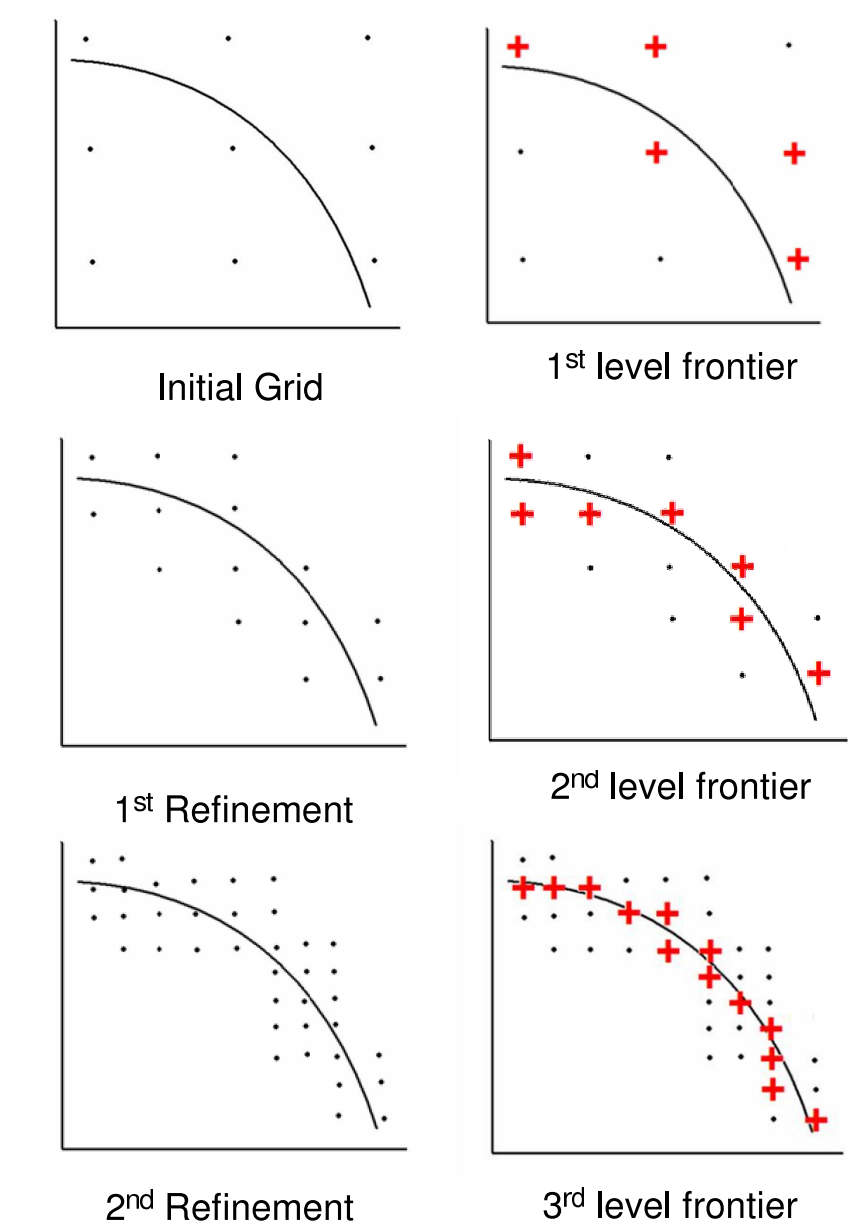 Initial Grid
1st level frontier
1st Refinement
2nd level frontier
2nd Refinement
3rd level frontier